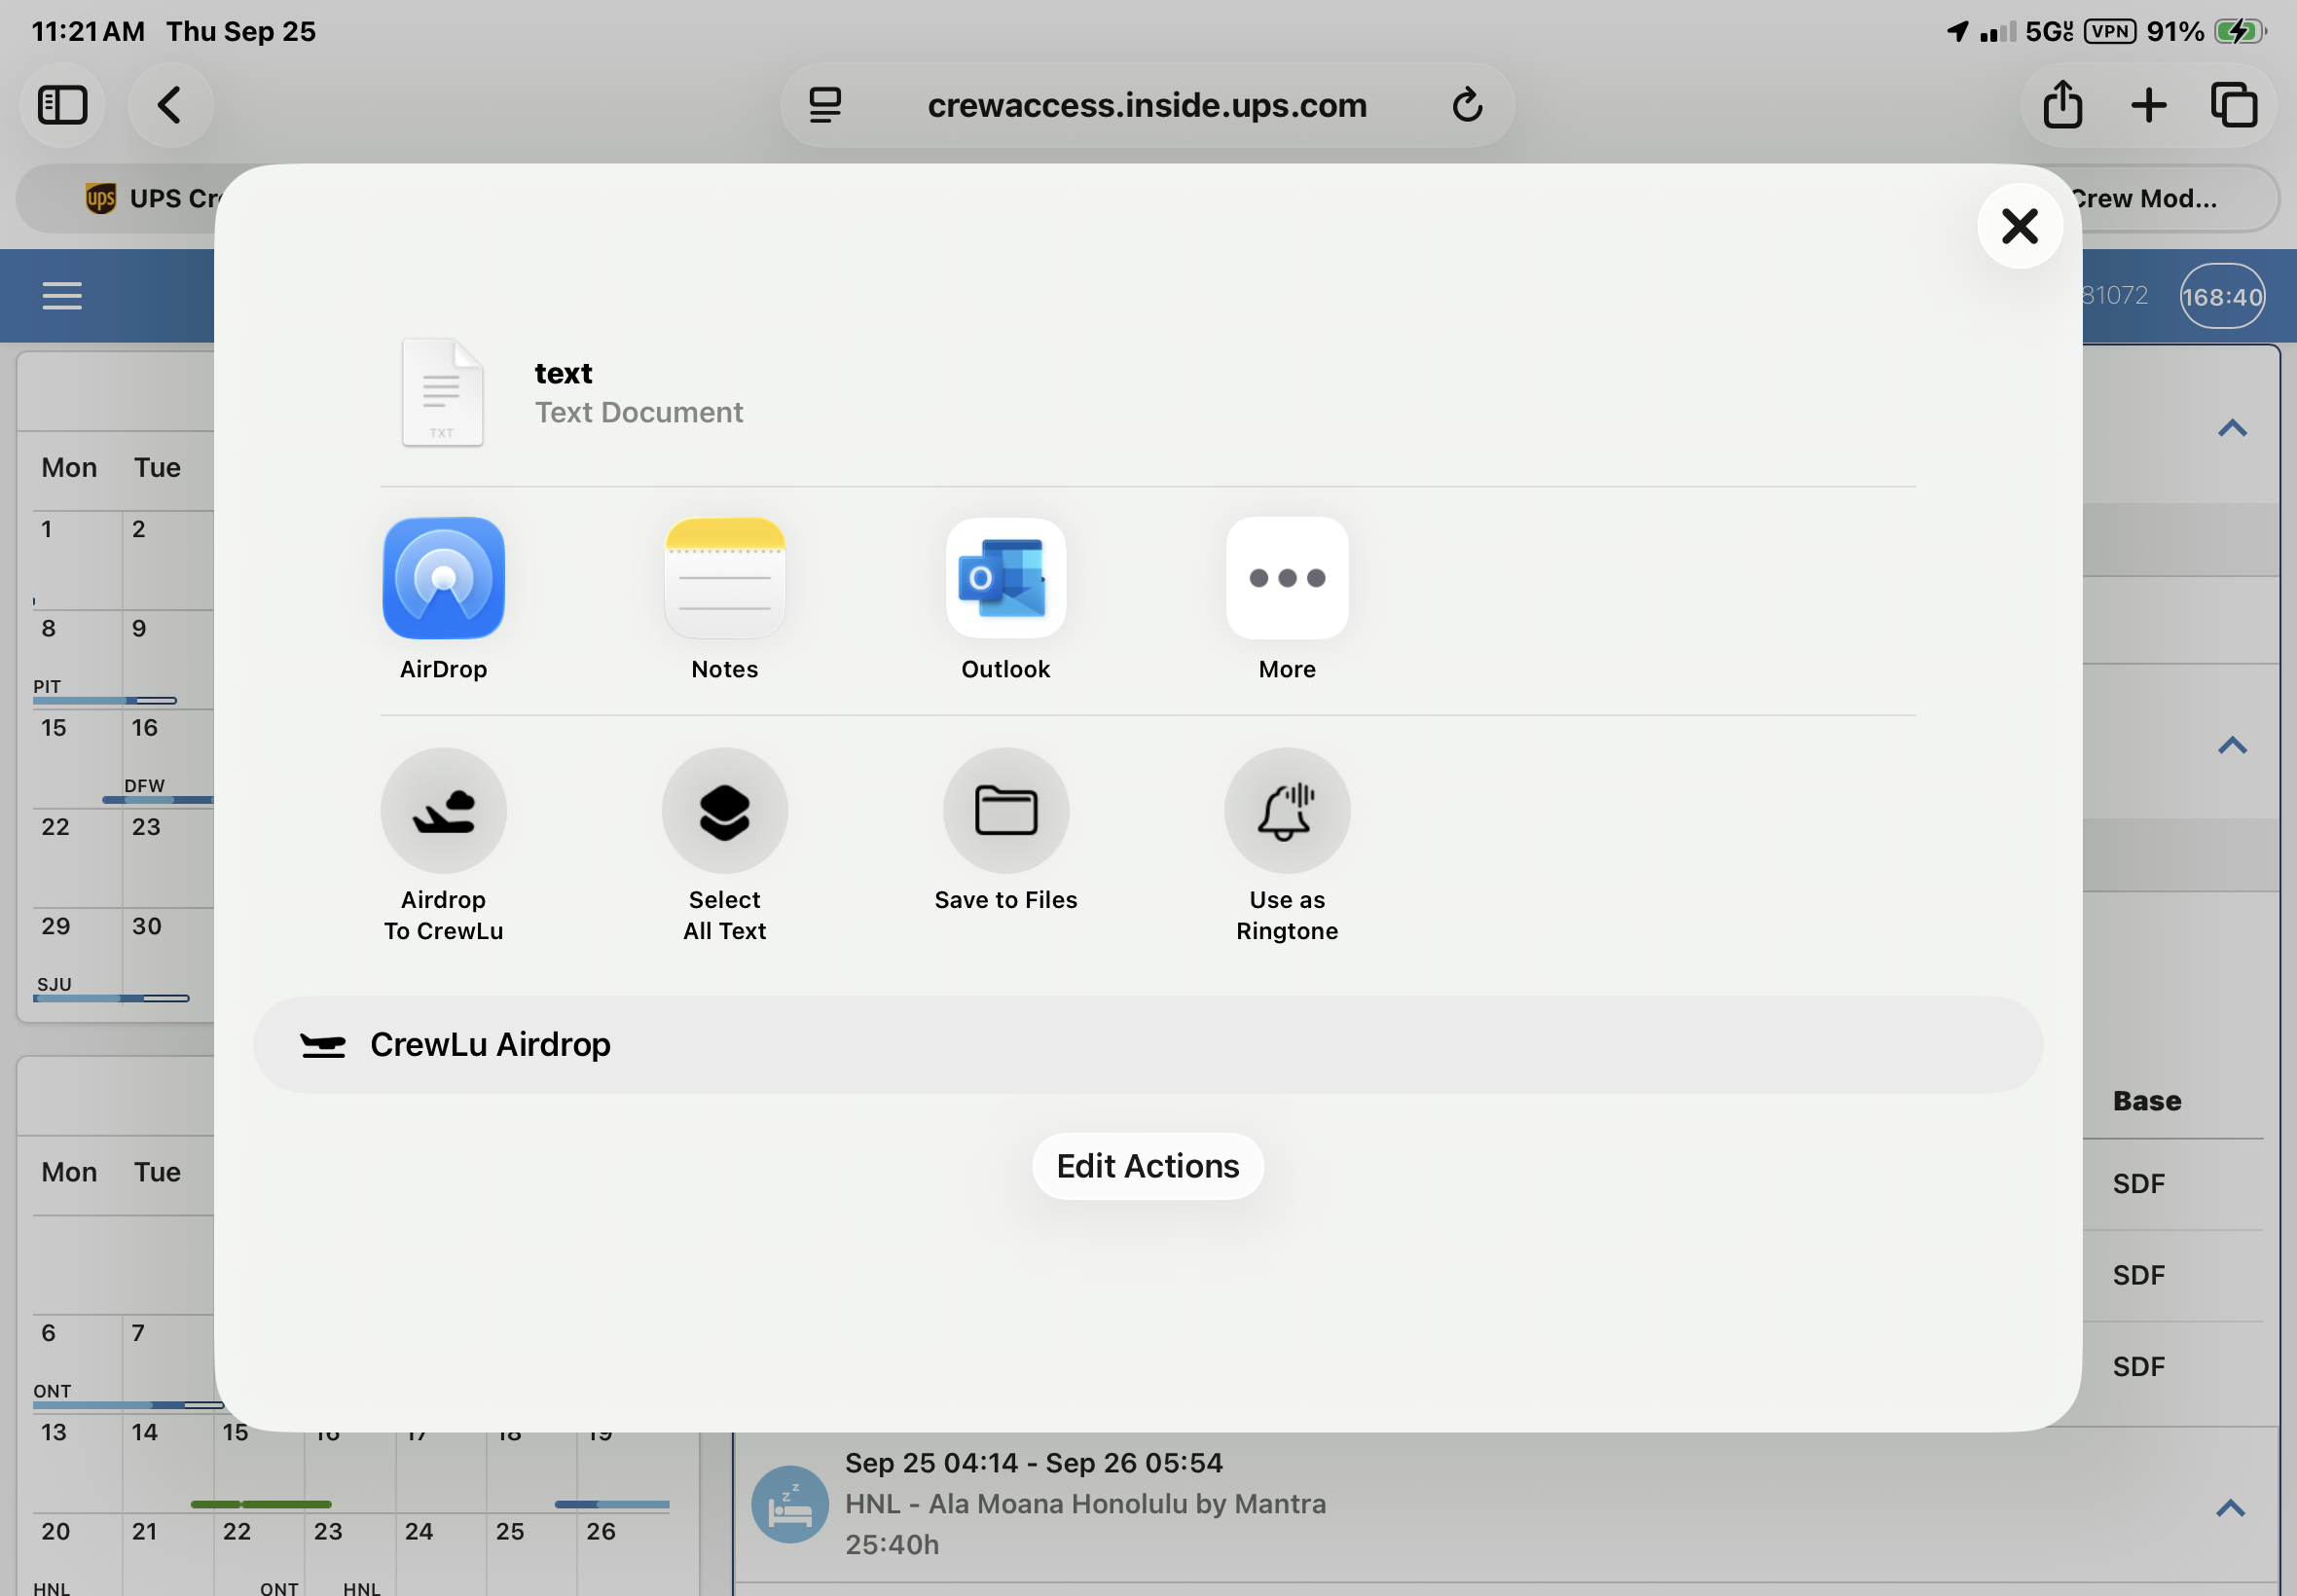 11:21 AM Thu Sep 25
5G VPN 91%
crewaccess.inside.ups.com
ups UPS
Crew Mod...
81072 168:40
text
Text Document
TXT
Mon Tue
1 2
8 9
PIT
15 16
DFW
22 23
29 30
SJU
AirDrop Notes Outlook More
Airdrop
To CrewLu
Select
All Text
Save to Files
Use as
Ringtone
CrewLu Airdrop
Edit Actions
Base
SDF
SDF
SDF
Mon Tue
6 7
ONT
13 14 15 16 17 18 19
20 21 22 23 24 25 26
HNL ONT HNL
Sep 25 04:14 - Sep 26 05:54
HNL - Ala Moana Honolulu by Mantra
25:40h